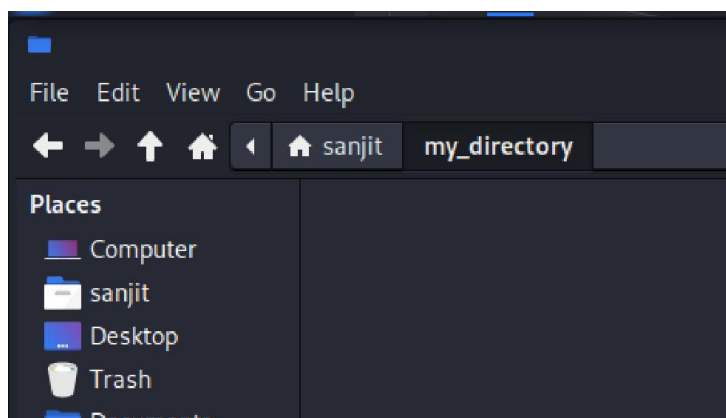 File Edit View Go Help
sanjit my_directory
Places
Computer
sanjit
Desktop
Trash